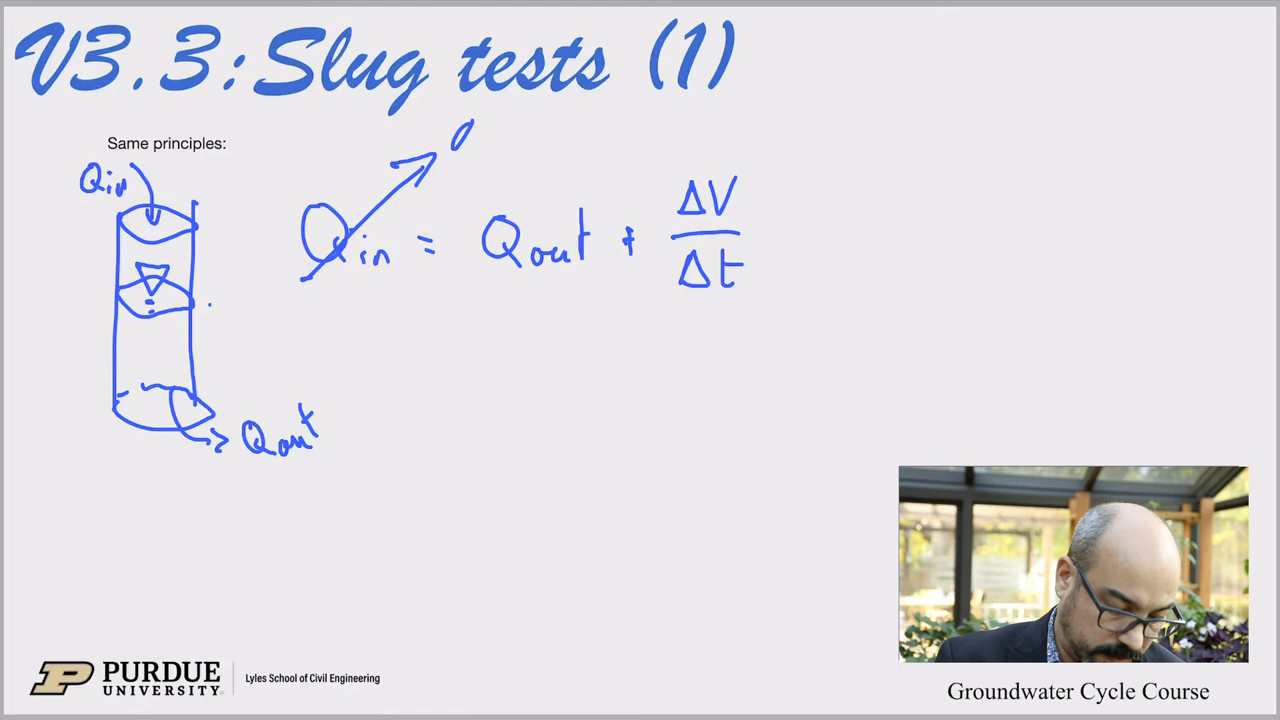 V3.3: Slug tests (1)
Same principles:
Qin
0
Qin = Qout + ΔV/Δt
Qout
PURDUE UNIVERSITY
Lyles School of Civil Engineering
Groundwater Cycle Course